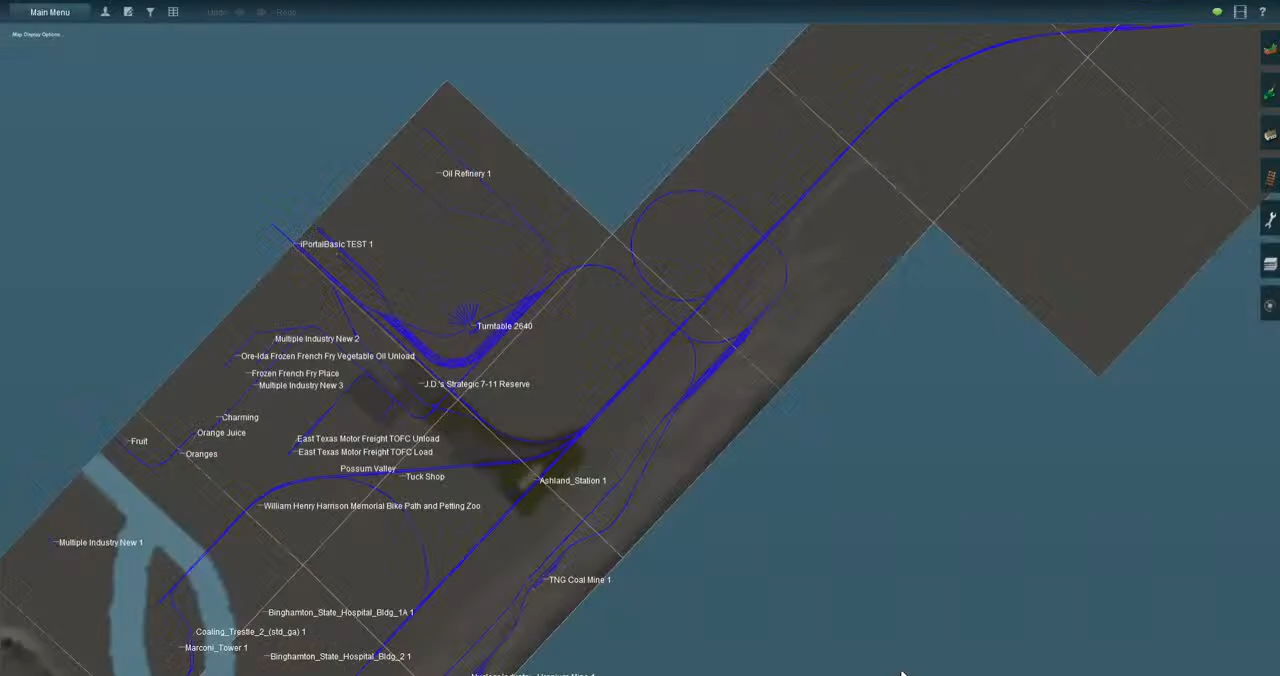 Main Menu
Undo
Redo
?
Map Display Options
Oil Refinery 1
iPortalBasic TEST 1
Turntable 2640
Multiple Industry New 2
Ore-Ida Frozen French Fry Vegetable Oil Unload
Frozen French Fry Place
Multiple Industry New 3
J.D.'s Strategic 7-11 Reserve
Charming
Orange Juice
Fruit
Oranges
East Texas Motor Freight TOFC Unload
East Texas Motor Freight TOFC Load
Possum Valley
Tuck Shop
Ashland_Station 1
William Henry Harrison Memorial Bike Path and Petting Zoo
Multiple Industry New 1
TNG Coal Mine 1
Binghamton_State_Hospital_Bldg_1A 1
Coaling_Trestle_2_(std_ga) 1
Marconi_Tower 1
Binghamton_State_Hospital_Bldg_2 1